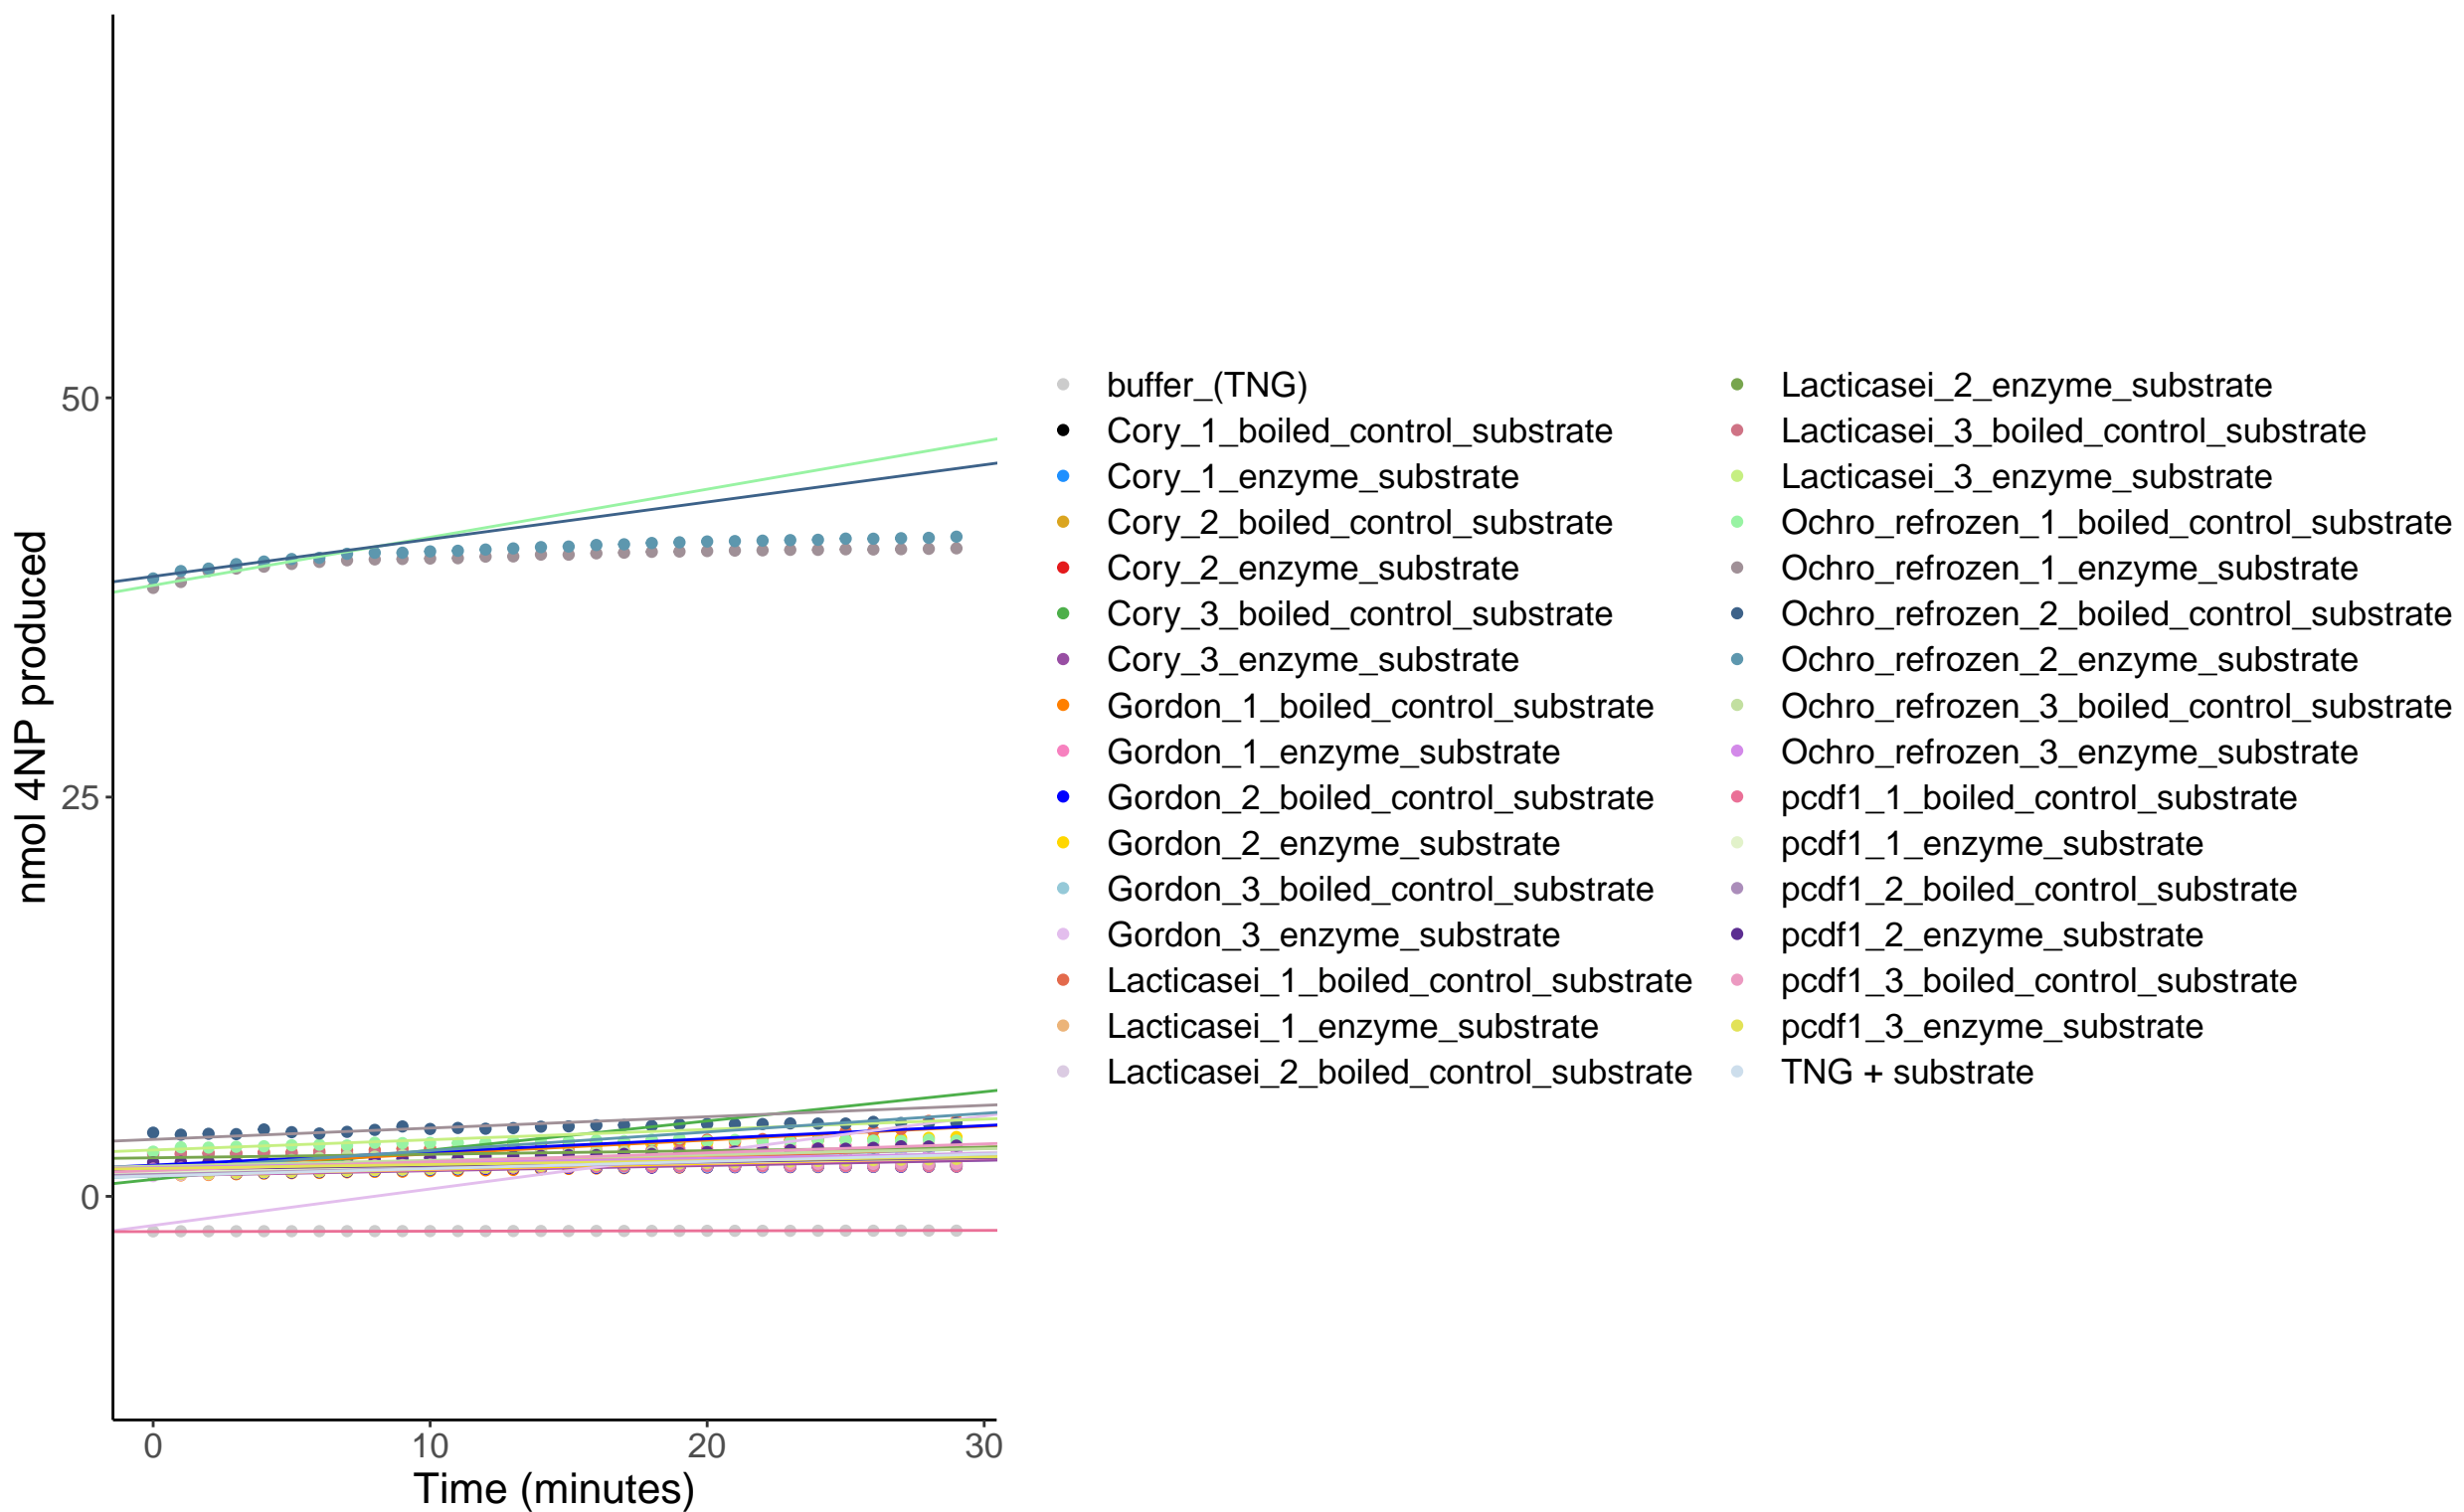 nmol 4NP produced
50
25
0
0
10
20
30
Time (minutes)
buffer_(TNG)
Cory_1_boiled_control_substrate
Cory_1_enzyme_substrate
Cory_2_boiled_control_substrate
Cory_2_enzyme_substrate
Cory_3_boiled_control_substrate
Cory_3_enzyme_substrate
Gordon_1_boiled_control_substrate
Gordon_1_enzyme_substrate
Gordon_2_boiled_control_substrate
Gordon_2_enzyme_substrate
Gordon_3_boiled_control_substrate
Gordon_3_enzyme_substrate
Lacticasei_1_boiled_control_substrate
Lacticasei_1_enzyme_substrate
Lacticasei_2_boiled_control_substrate
Lacticasei_2_enzyme_substrate
Lacticasei_3_boiled_control_substrate
Lacticasei_3_enzyme_substrate
Ochro_refrozen_1_boiled_control_substrate
Ochro_refrozen_1_enzyme_substrate
Ochro_refrozen_2_boiled_control_substrate
Ochro_refrozen_2_enzyme_substrate
Ochro_refrozen_3_boiled_control_substrate
Ochro_refrozen_3_enzyme_substrate
pcdf1_1_boiled_control_substrate
pcdf1_1_enzyme_substrate
pcdf1_2_boiled_control_substrate
pcdf1_2_enzyme_substrate
pcdf1_3_boiled_control_substrate
pcdf1_3_enzyme_substrate
TNG + substrate